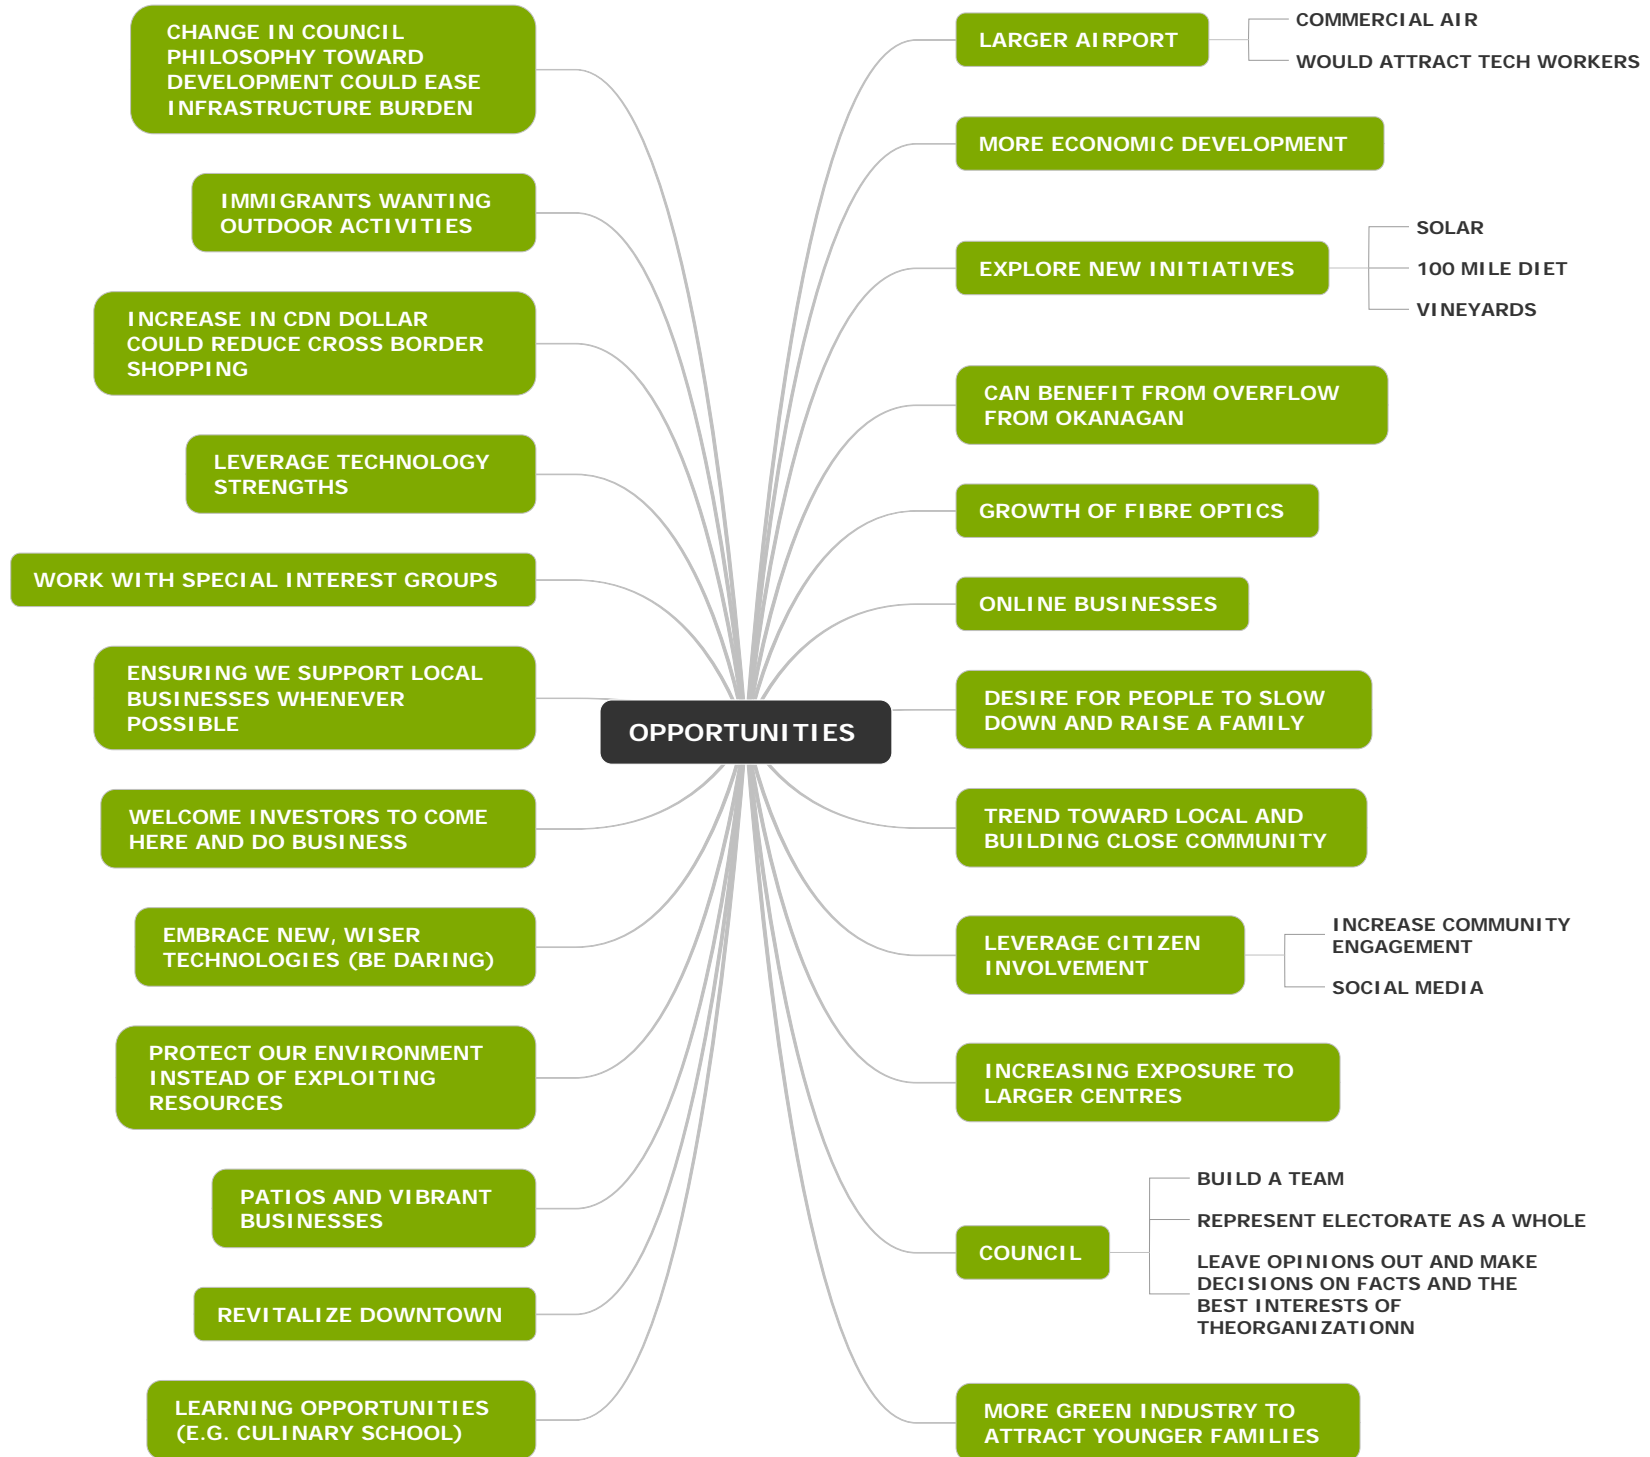 CHANGE IN COUNCIL
PHILOSOPHY TOWARD
DEVELOPMENT COULD EASE
INFRASTRUCTURE BURDEN
IMMIGRANTS WANTING
OUTDOOR ACTIVITIES
INCREASE IN CDN DOLLAR
COULD REDUCE CROSS BORDER
SHOPPING
LEVERAGE TECHNOLOGY
STRENGTHS
WORK WITH SPECIAL INTEREST GROUPS
ENSURING WE SUPPORT LOCAL
BUSINESSES WHENEVER
POSSIBLE
WELCOME INVESTORS TO COME
HERE AND DO BUSINESS
EMBRACE NEW, WISER
TECHNOLOGIES (BE DARING)
PROTECT OUR ENVIRONMENT
INSTEAD OF EXPLOITING
RESOURCES
PATIOS AND VIBRANT
BUSINESSES
REVITALIZE DOWNTOWN
LEARNING OPPORTUNITIES
(E.G. CULINARY SCHOOL)
OPPORTUNITIES
LARGER AIRPORT
COMMERCIAL AIR
WOULD ATTRACT TECH WORKERS
MORE ECONOMIC DEVELOPMENT
EXPLORE NEW INITIATIVES
SOLAR
100 MILE DIET
VINEYARDS
CAN BENEFIT FROM OVERFLOW
FROM OKANAGAN
GROWTH OF FIBRE OPTICS
ONLINE BUSINESSES
DESIRE FOR PEOPLE TO SLOW
DOWN AND RAISE A FAMILY
TREND TOWARD LOCAL AND
BUILDING CLOSE COMMUNITY
LEVERAGE CITIZEN
INVOLVEMENT
INCREASE COMMUNITY
ENGAGEMENT
SOCIAL MEDIA
INCREASING EXPOSURE TO
LARGER CENTRES
COUNCIL
BUILD A TEAM
REPRESENT ELECTORATE AS A WHOLE
LEAVE OPINIONS OUT AND MAKE
DECISIONS ON FACTS AND THE
BEST INTERESTS OF
THEORGANIZATIONN
MORE GREEN INDUSTRY TO
ATTRACT YOUNGER FAMILIES